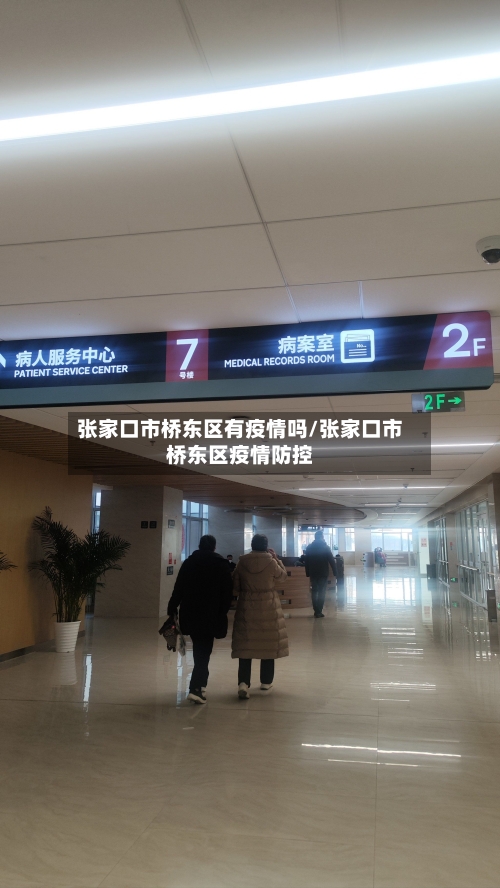 病人服务中心
PATIENT SERVICE CENTER
7
号楼
病案室
MEDICAL RECORDS ROOM
2F
2F→
张家口市桥东区有疫情吗/张家口市
桥东区疫情防控